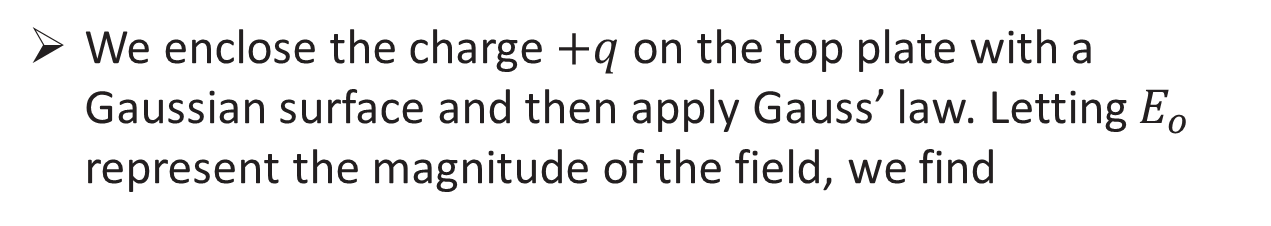 ➢ We enclose the charge +q on the top plate with a
Gaussian surface and then apply Gauss’ law. Letting Eₒ
represent the magnitude of the field, we find